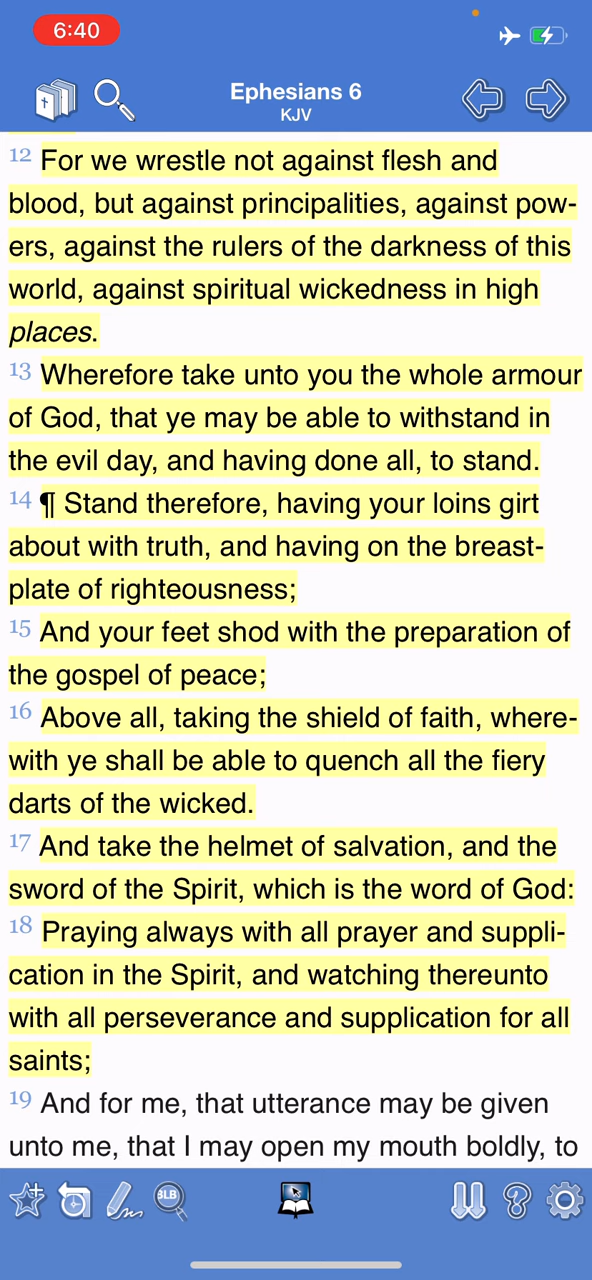 6:40
Ephesians 6
KJV
12 For we wrestle not against flesh and
blood, but against principalities, against pow-
ers, against the rulers of the darkness of this
world, against spiritual wickedness in high
places.
13 Wherefore take unto you the whole armour
of God, that ye may be able to withstand in
the evil day, and having done all, to stand.
14 ¶ Stand therefore, having your loins girt
about with truth, and having on the breast-
plate of righteousness;
15 And your feet shod with the preparation of
the gospel of peace;
16 Above all, taking the shield of faith, where-
with ye shall be able to quench all the fiery
darts of the wicked.
17 And take the helmet of salvation, and the
sword of the Spirit, which is the word of God:
18 Praying always with all prayer and suppli-
cation in the Spirit, and watching thereunto
with all perseverance and supplication for all
saints;
19 And for me, that utterance may be given
unto me, that I may open my mouth boldly, to
BLB